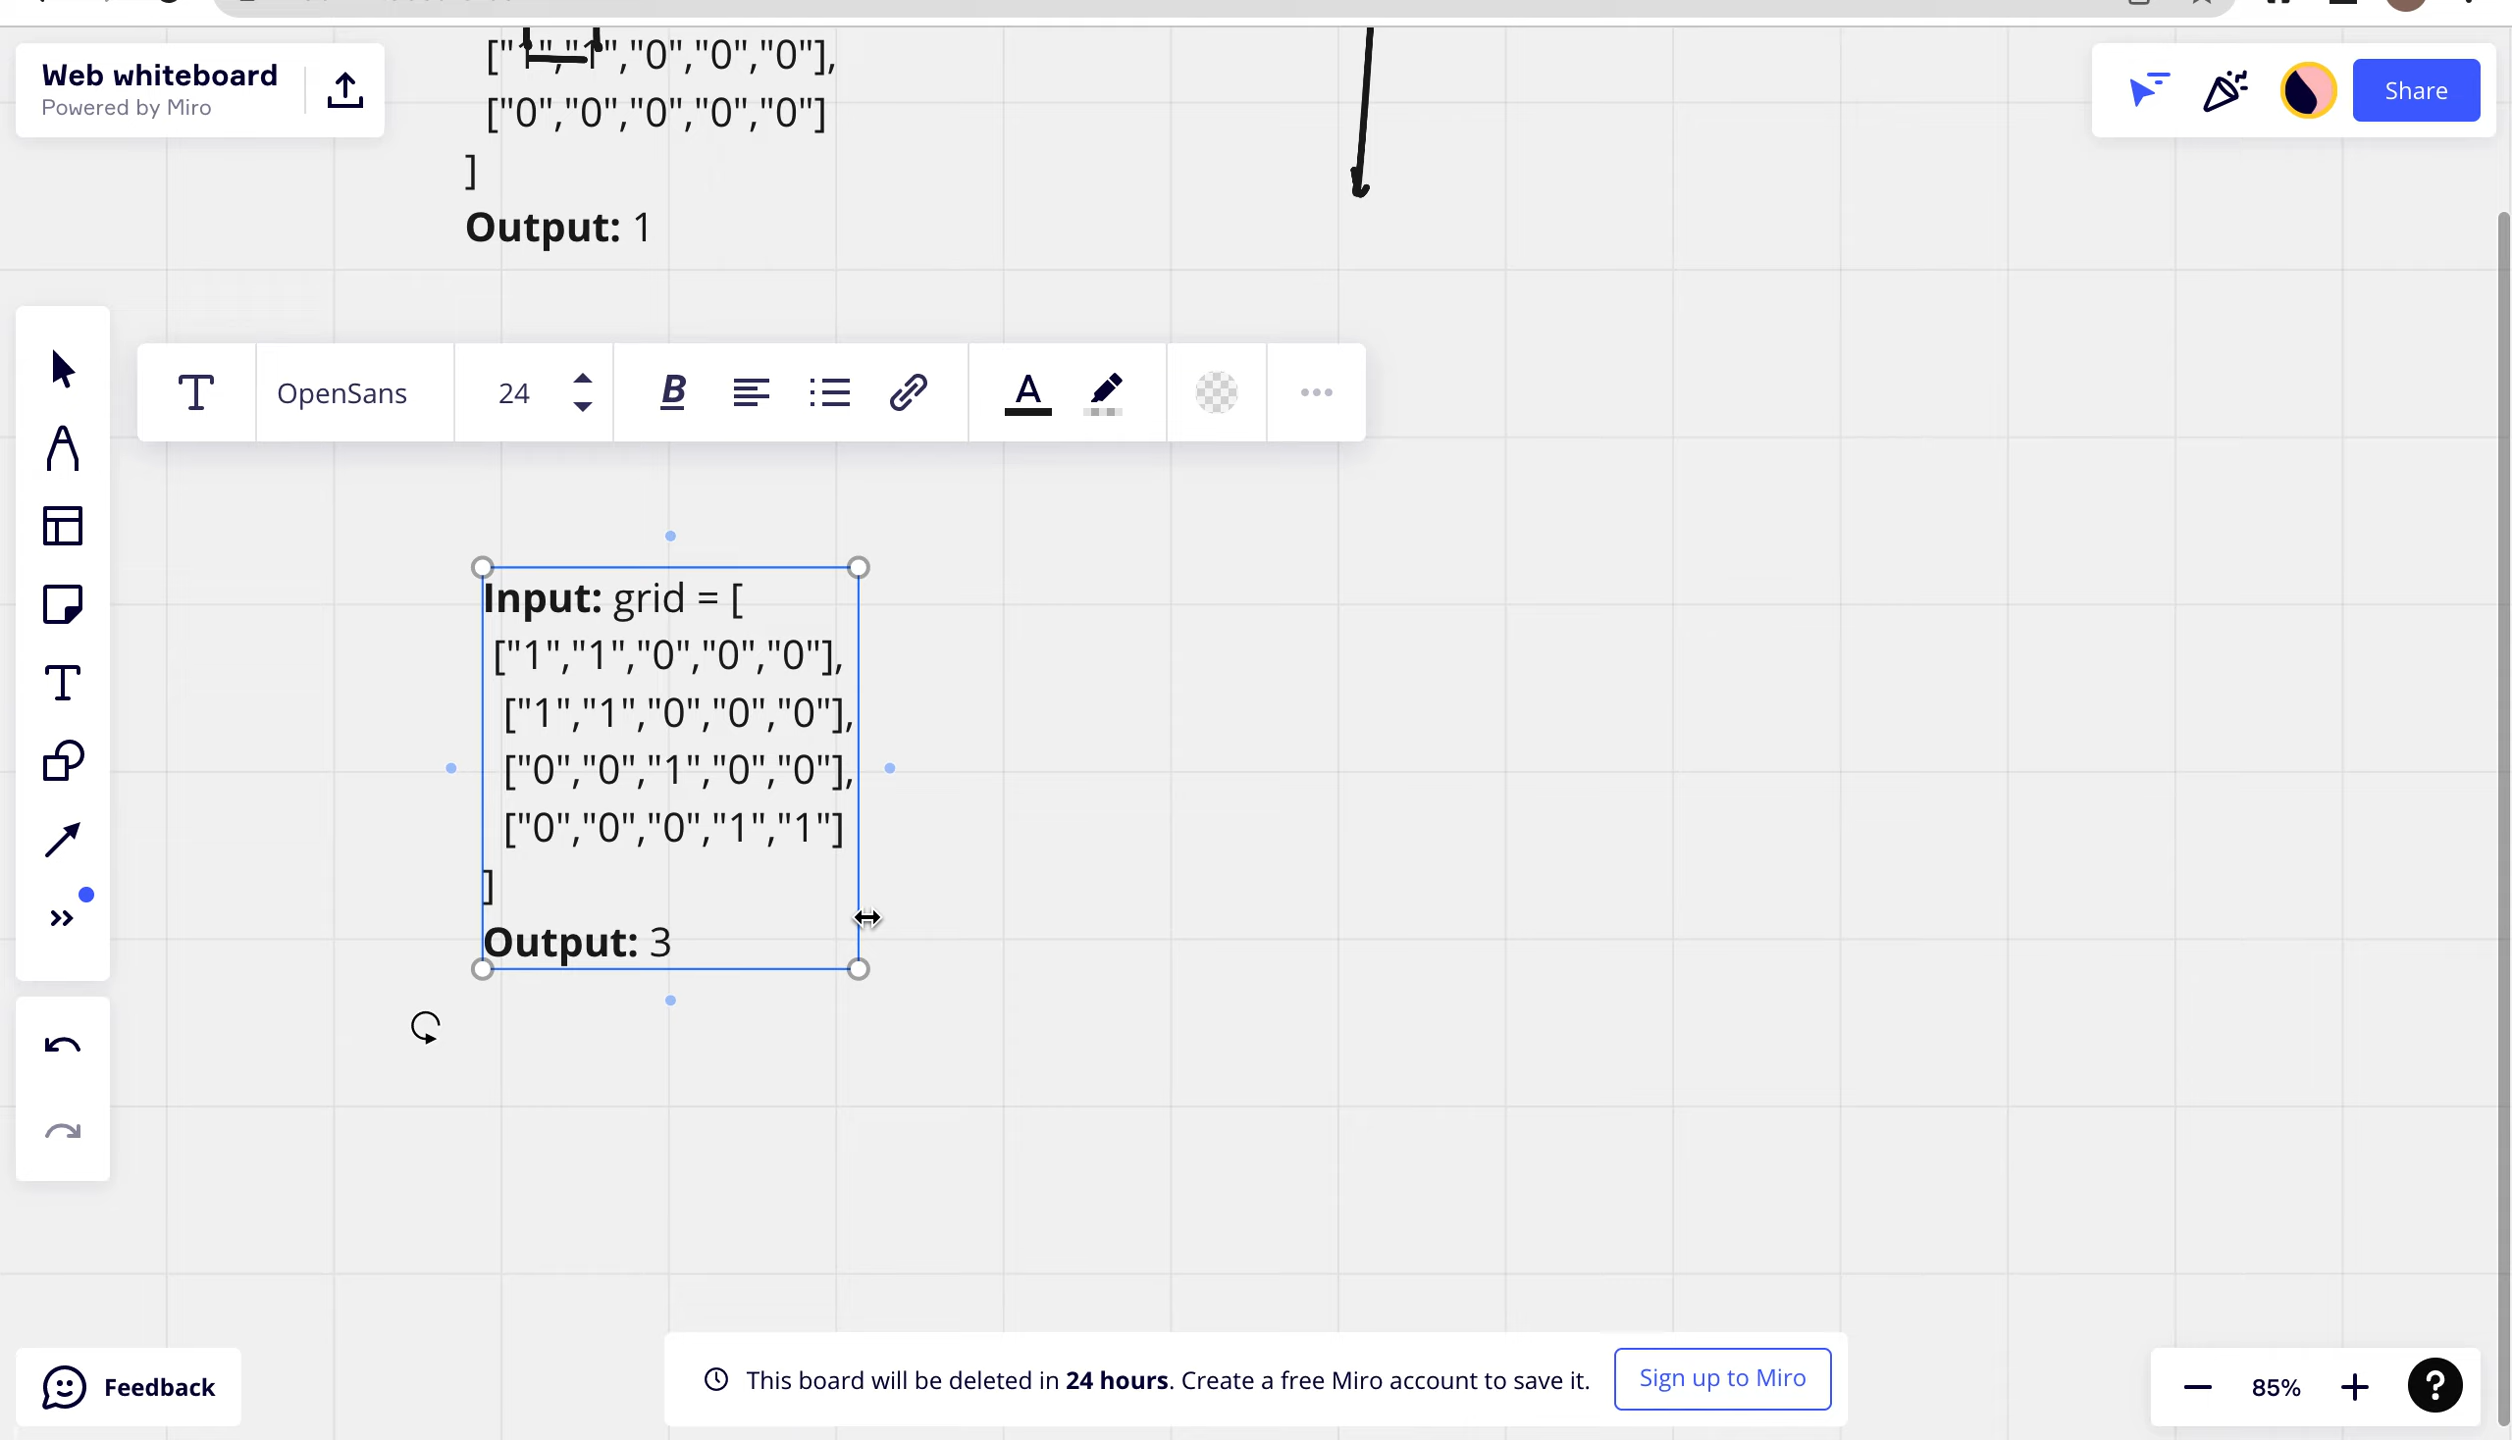 Web whiteboard
Powered by Miro
["1","1","0","0","0"],
["0","0","0","0","0"]
]
Output: 1
Share
OpenSans
24
B
A
Input: grid = [
["1","1","0","0","0"],
["1","1","0","0","0"],
["0","0","1","0","0"],
["0","0","0","1","1"]
]
Output: 3
Feedback
This board will be deleted in 24 hours. Create a free Miro account to save it.
Sign up to Miro
85%
?